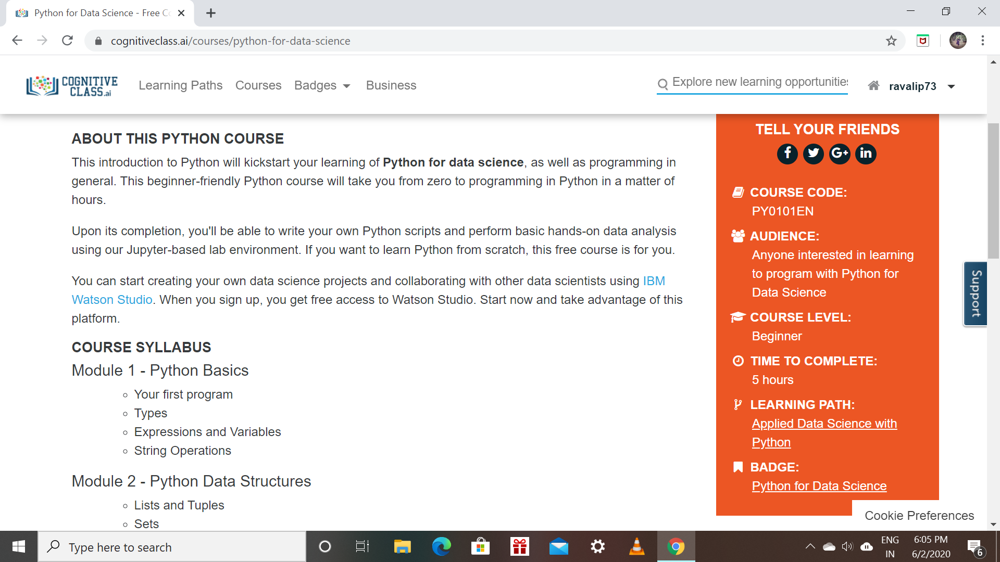 Python for Data Science - Free
cognitiveclass.ai/courses/python-for-data-science
COGNITIVE
CLASS.ai
Learning Paths Courses Badges Business
Explore new learning opportunities
ravalip73
ABOUT THIS PYTHON COURSE
This introduction to Python will kickstart your learning of Python for data science, as well as programming in
general. This beginner-friendly Python course will take you from zero to programming in Python in a matter of
hours.
Upon its completion, you'll be able to write your own Python scripts and perform basic hands-on data analysis
using our Jupyter-based lab environment. If you want to learn Python from scratch, this free course is for you.
You can start creating your own data science projects and collaborating with other data scientists using IBM
Watson Studio. When you sign up, you get free access to Watson Studio. Start now and take advantage of this
platform.
COURSE SYLLABUS
Module 1 - Python Basics
Your first program
Types
Expressions and Variables
String Operations
Module 2 - Python Data Structures
Lists and Tuples
Sets
TELL YOUR FRIENDS
f
G+
in
COURSE CODE:
PY0101EN
AUDIENCE:
Anyone interested in learning
to program with Python for
Data Science
COURSE LEVEL:
Beginner
TIME TO COMPLETE:
5 hours
LEARNING PATH:
Applied Data Science with
Python
BADGE:
Python for Data Science
Support
Cookie Preferences
Type here to search
ENG
IN
6:05 PM
6/2/2020
6